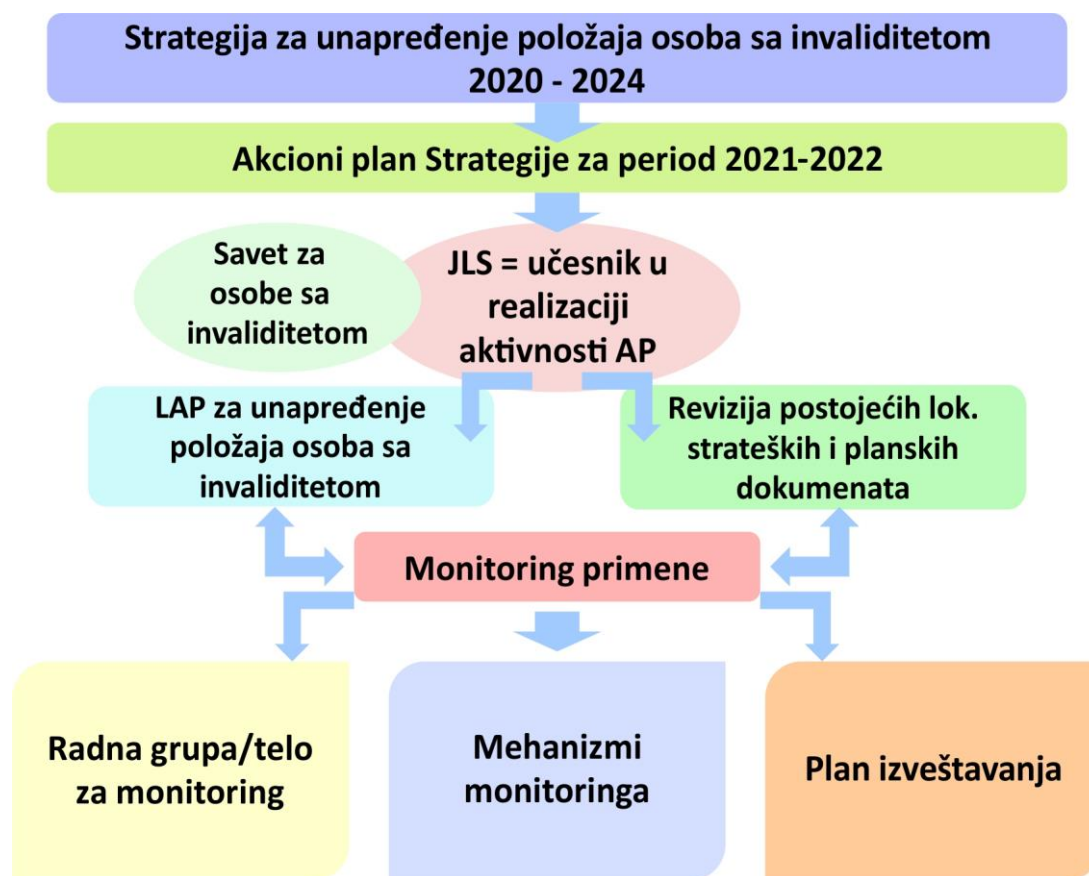 Strategija za unapređenje položaja osoba sa invaliditetom
2020 - 2024
Akcioni plan Strategije za period 2021-2022
Savet za
osobe sa
invaliditetom
JLS = učesnik u
realizaciji
aktivnosti AP
LAP za unapređenje
položaja osoba sa
invaliditetom
Revizija postojećih lok.
strateških i planskih
dokumenata
Monitoring primene
Radna grupa/telo
za monitoring
Mehanizmi
monitoringa
Plan izveštavanja